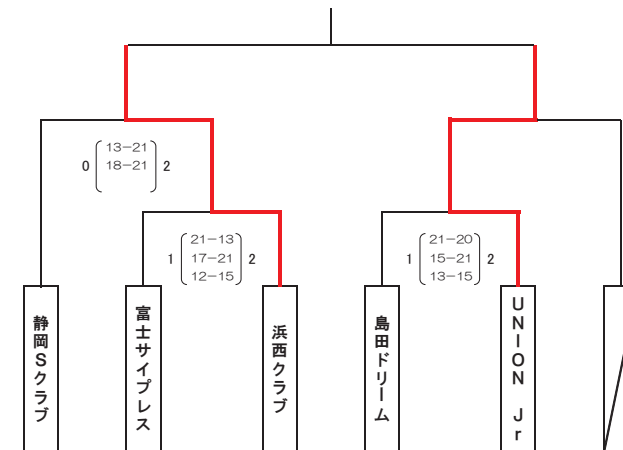 13-21
0 18-21 2
21-13
1 17-21 2
12-15
21-20
1 15-21 2
13-15
静岡Sクラブ
富士サイプレス
浜西クラブ
島田ドリーム
UNION Jr